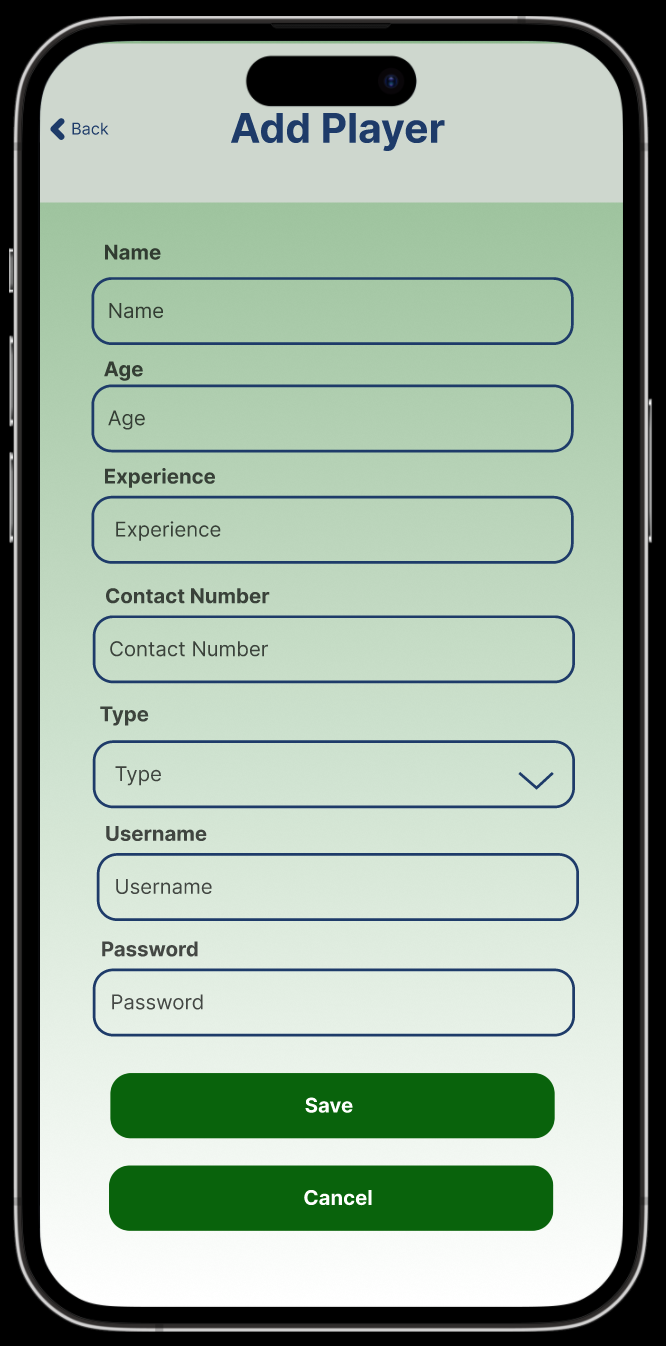 Back
Add Player
Name
Name
Age
Age
Experience
Experience
Contact Number
Contact Number
Type
Type
Username
Username
Password
Password
Save
Cancel